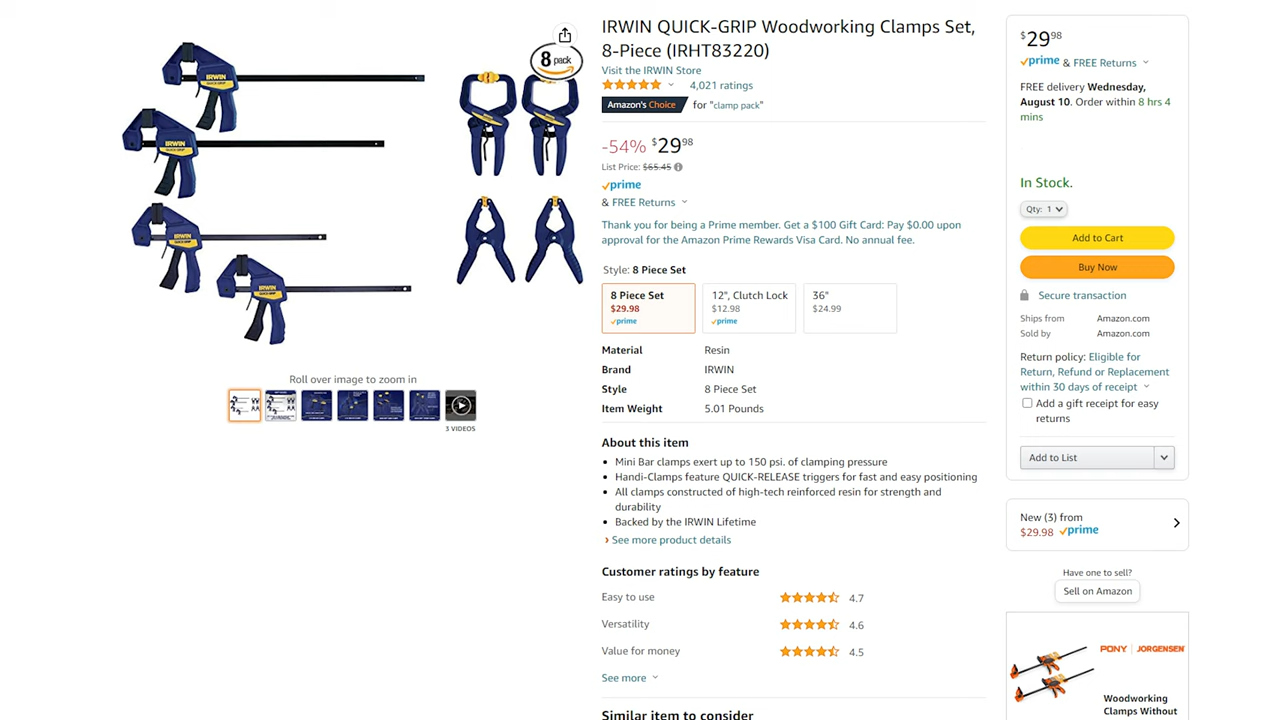 8 pack
IRWIN
QUICK-GRIP
IRWIN
IRWIN
IRWIN
Roll over image to zoom in
3 VIDEOS
IRWIN QUICK-GRIP Woodworking Clamps Set,
8-Piece (IRHT83220)
Visit the IRWIN Store
4,021 ratings
Amazon's Choice for "clamp pack"
-54% $2998
List Price: $65.45
prime
& FREE Returns
Thank you for being a Prime member. Get a $100 Gift Card: Pay $0.00 upon
approval for the Amazon Prime Rewards Visa Card. No annual fee.
Style: 8 Piece Set
8 Piece Set 12", Clutch Lock 36"
$29.98 $12.98 $24.99
prime prime
Material Resin
Brand IRWIN
Style 8 Piece Set
Item Weight 5.01 Pounds
About this item
Mini Bar clamps exert up to 150 psi. of clamping pressure
Handi-Clamps feature QUICK-RELEASE triggers for fast and easy positioning
All clamps constructed of high-tech reinforced resin for strength and
durability
Backed by the IRWIN Lifetime
› See more product details
Customer ratings by feature
Easy to use 4.7
Versatility 4.6
Value for money 4.5
See more
Similar item to consider
$2998
prime & FREE Returns
FREE delivery Wednesday,
August 10. Order within 8 hrs 4
mins
In Stock.
Qty: 1
Add to Cart
Buy Now
Secure transaction
Ships from Amazon.com
Sold by Amazon.com
Return policy: Eligible for
Return, Refund or Replacement
within 30 days of receipt
Add a gift receipt for easy
returns
Add to List
New (3) from
$29.98 prime
Have one to sell?
Sell on Amazon
PONY | JORGENSEN
Woodworking
Clamps Without